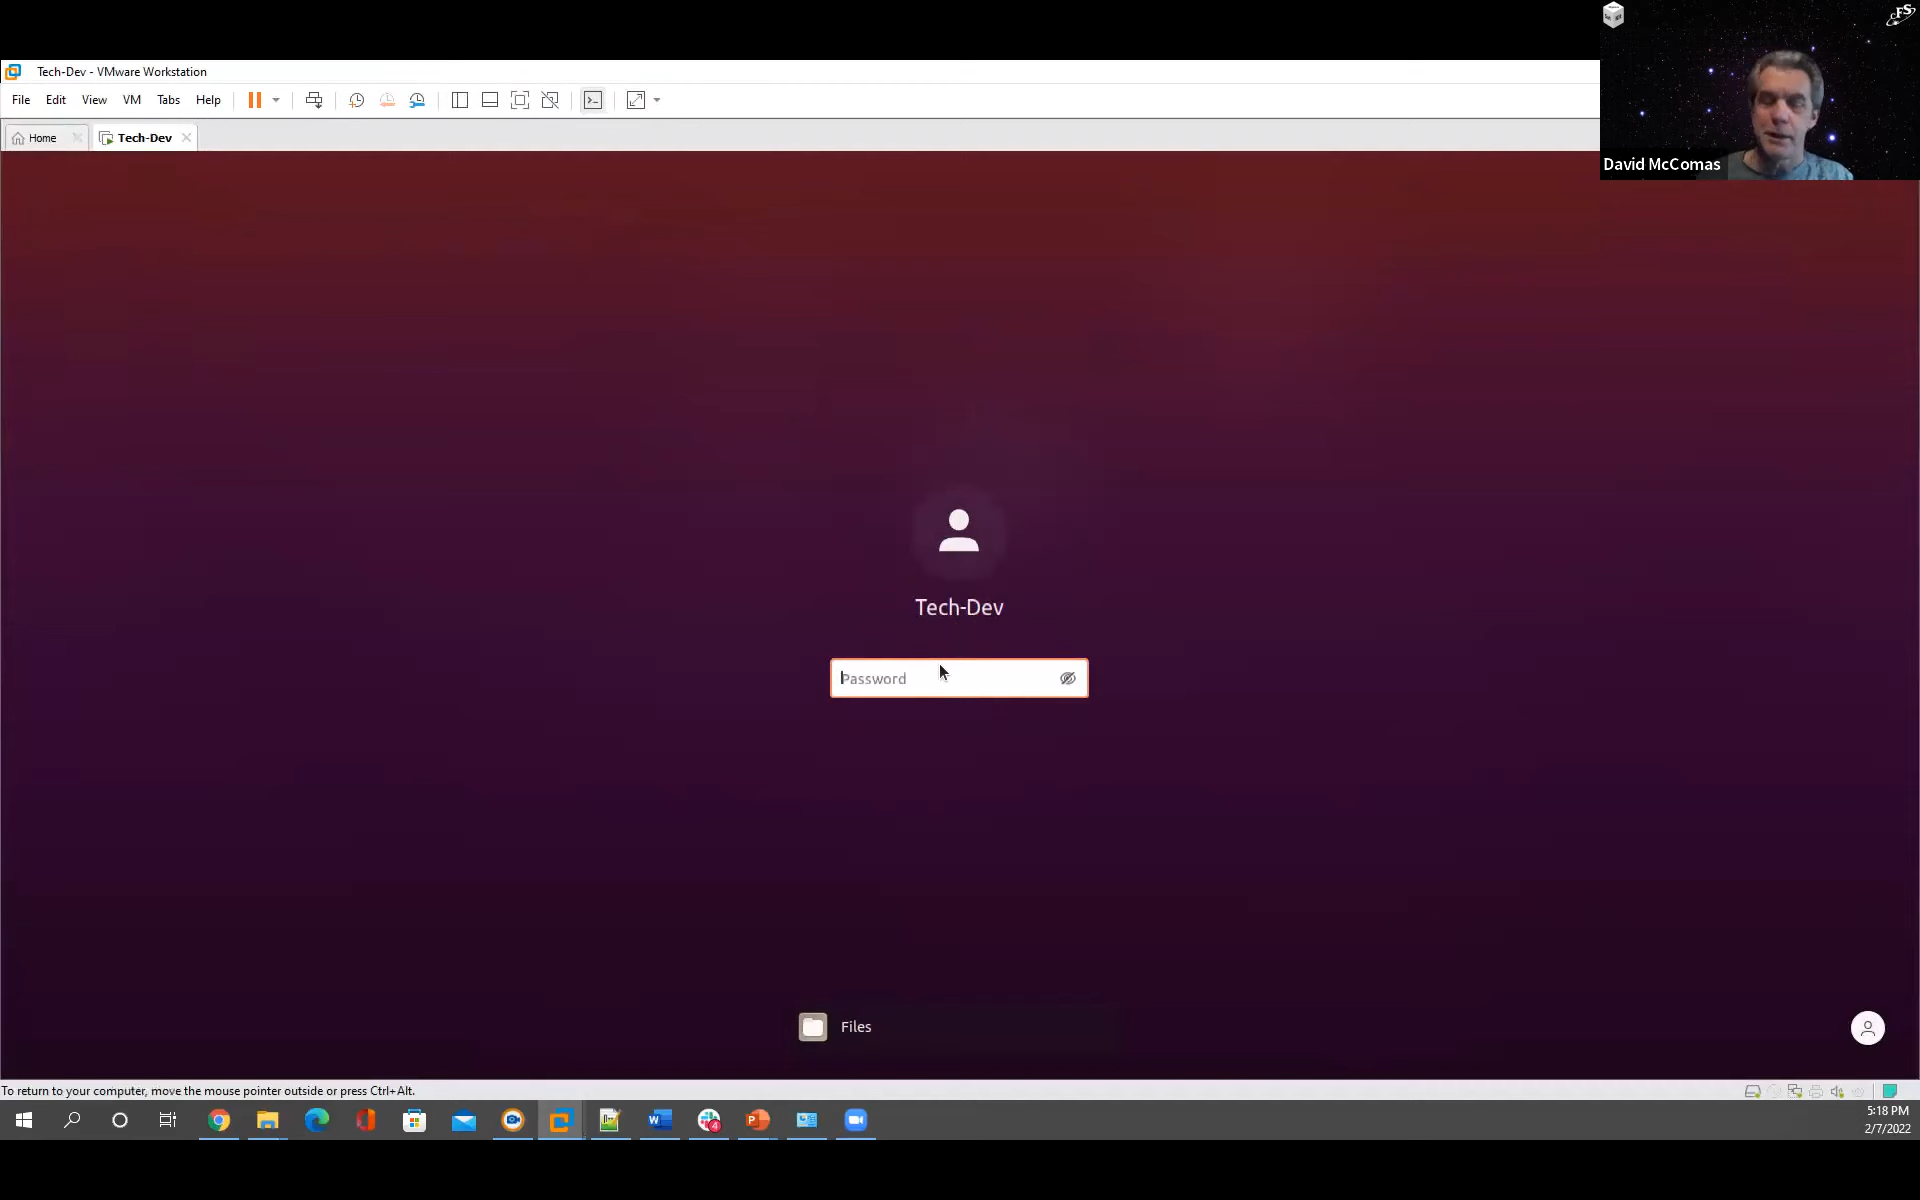 cFS
Tech-Dev - VMware Workstation
File Edit View VM Tabs Help
Home Tech-Dev
David McComas
Tech-Dev
Password
Files
To return to your computer, move the mouse pointer outside or press Ctrl+Alt.
5:18 PM
2/7/2022